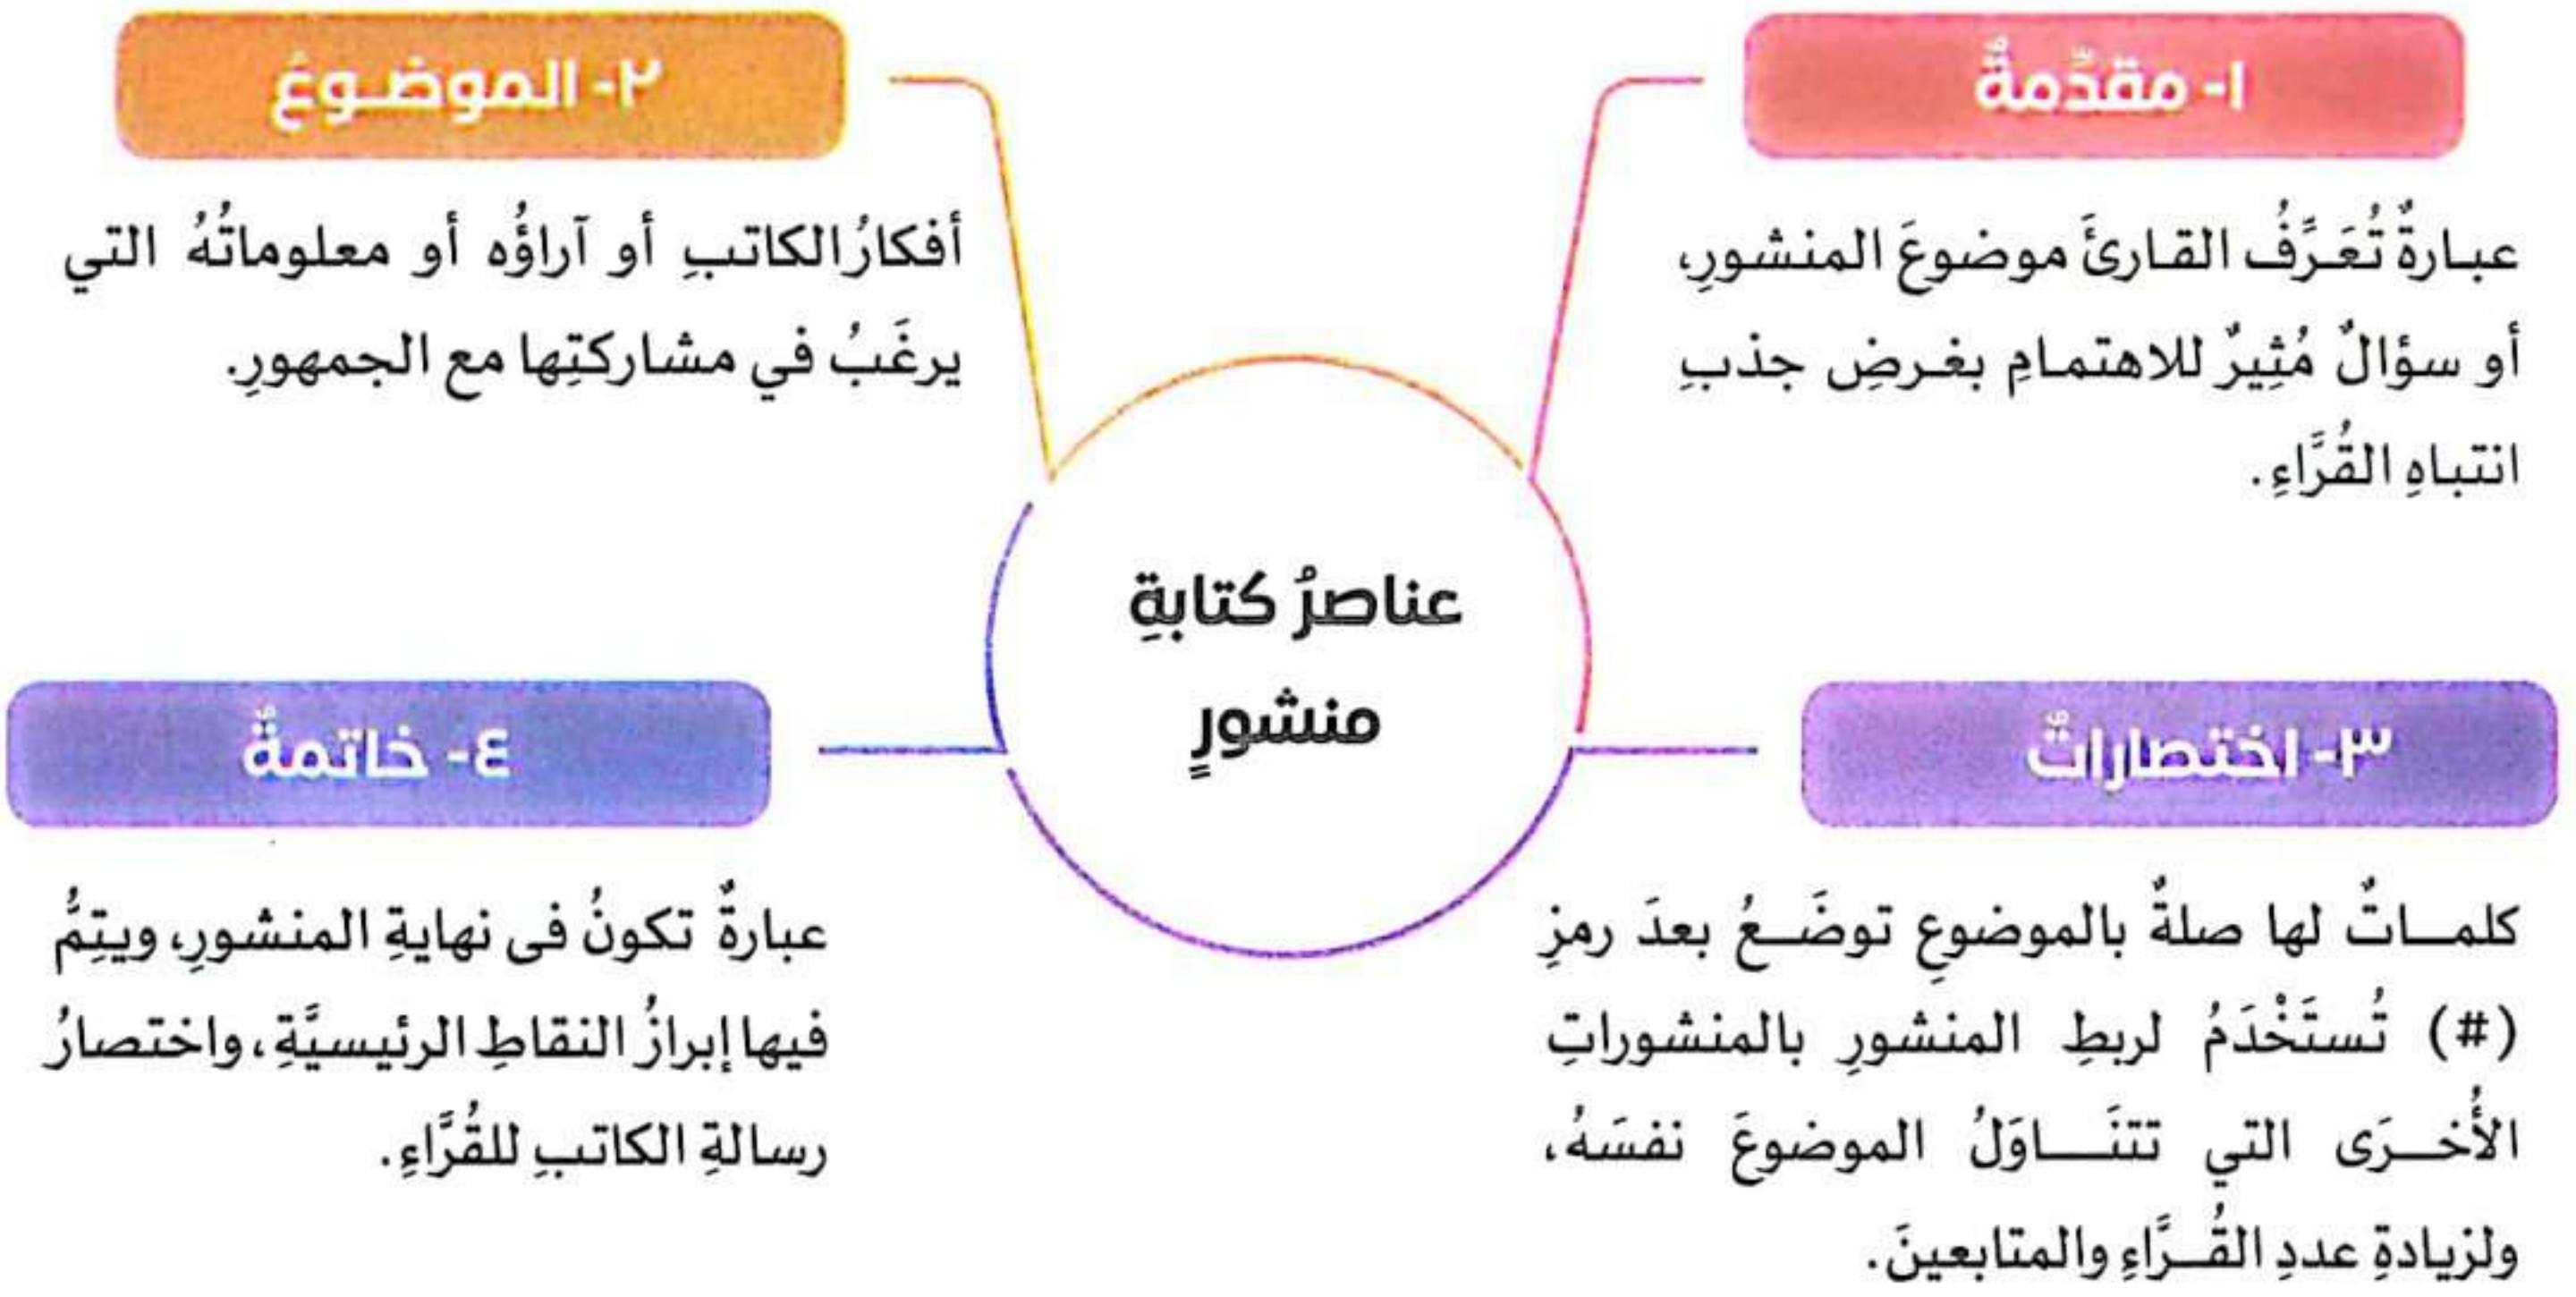 عناصرُ كتابةِ
منشورٍ
١- مقدِّمةٌ
عبارةٌ تُعَرِّفُ القارئَ موضوعَ المنشورِ،
أو سؤالٌ مُثِيرٌ للاهتمامِ بغرضِ جذبِ
انتباهِ القُرَّاءِ.
٢- الموضوعُ
أفكارُ الكاتبِ أو آراؤُه أو معلوماتُهُ التي
يرغَبُ في مشاركتِها مع الجمهورِ.
٣- اختصاراتٌ
كلماتٌ لها صلةٌ بالموضوعِ توضَعُ بعدَ رمزِ
(#) تُستَخْدَمُ لربطِ المنشورِ بالمنشوراتِ
الأُخرَى التي تتنَاوَلُ الموضوعَ نفسَهُ،
ولزيادةِ عددِ القُرَّاءِ والمتابعينَ.
٤- خاتمةٌ
عبارةٌ تكونُ فى نهايةِ المنشورِ، ويتِمُّ
فيها إبرازُ النقاطِ الرئيسيَّةِ، واختصارُ
رسالةِ الكاتبِ للقُرَّاءِ.